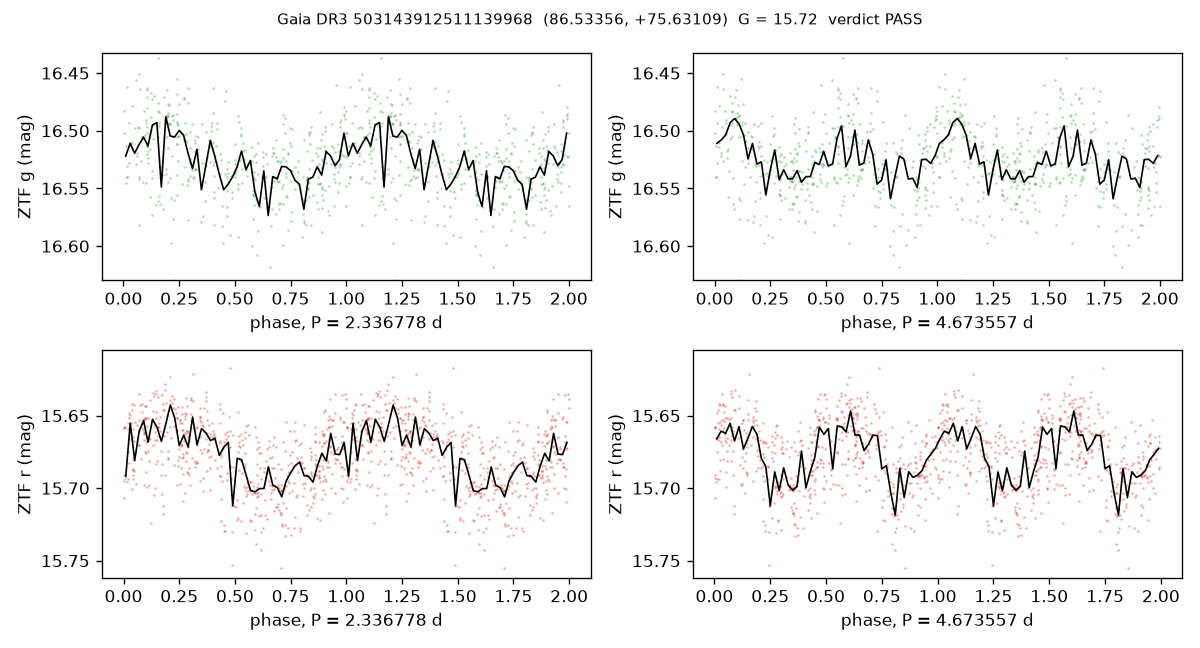 Gaia DR3 503143912511139968 (86.53356, +75.63109) G = 15.72 verdict PASS
ZTF g (mag)
16.45
16.50
16.55
16.60
0.00 0.25 0.50 0.75 1.00 1.25 1.50 1.75 2.00
phase, P = 2.336778 d
ZTF g (mag)
16.45
16.50
16.55
16.60
0.00 0.25 0.50 0.75 1.00 1.25 1.50 1.75 2.00
phase, P = 4.673557 d
ZTF r (mag)
15.65
15.70
15.75
0.00 0.25 0.50 0.75 1.00 1.25 1.50 1.75 2.00
phase, P = 2.336778 d
ZTF r (mag)
15.65
15.70
15.75
0.00 0.25 0.50 0.75 1.00 1.25 1.50 1.75 2.00
phase, P = 4.673557 d